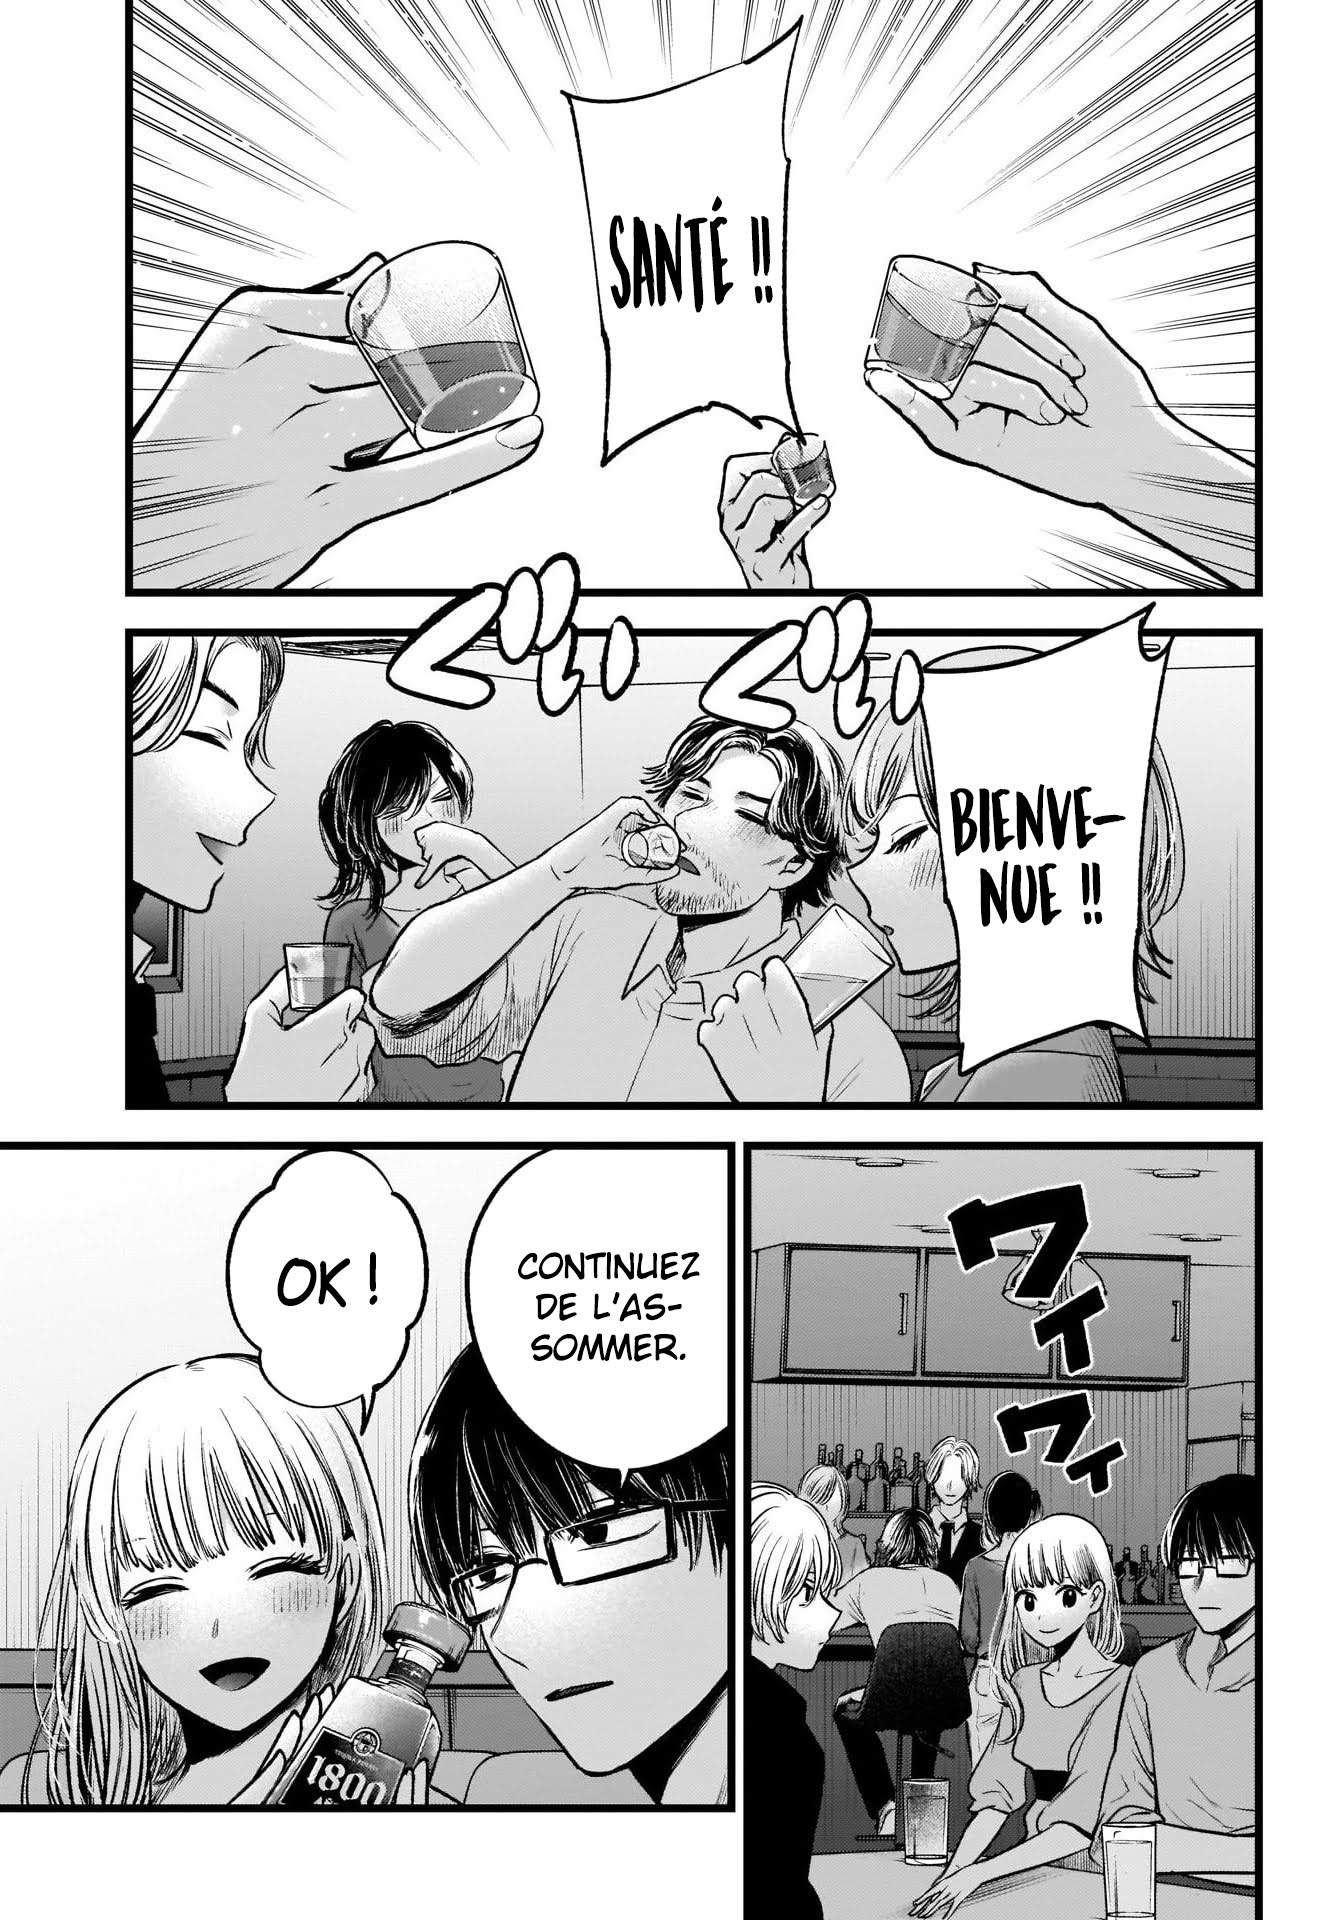 SANTÉ !!
ぐい
ぐい
BIENVE-
NUE !!
ワイ
ワイ
CONTINUEZ
DE L'AS-
SOMMER.
OK !
1800